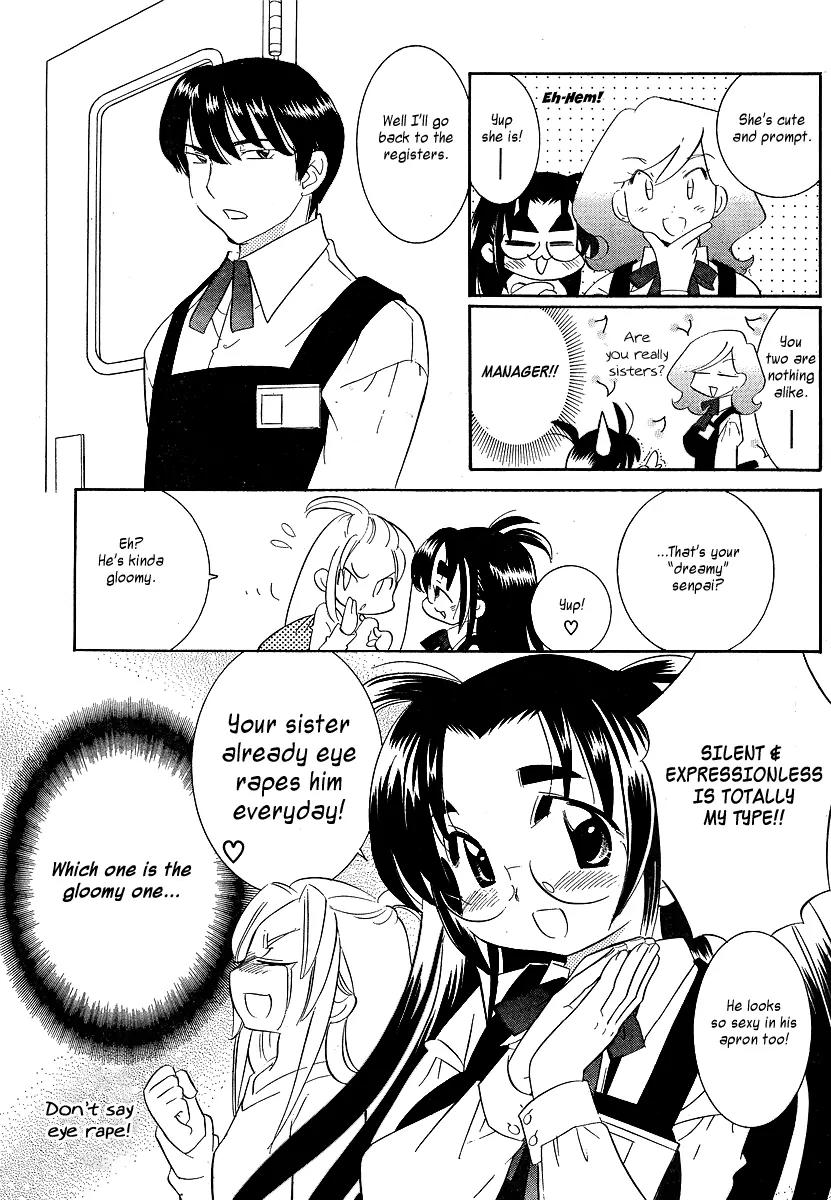 She's cute
and prompt.
Eh-Hem!
Yup
she is!
You
two are
nothing
alike.
Are
you really
sisters?
MANAGER!!
Well I'll go
back to the
registers.
...That's your
"dreamy"
senpai?
Yup!
♡
Eh?
He's kinda
gloomy.
SILENT &
EXPRESSIONLESS
IS TOTALLY
MY TYPE!!
He looks
so sexy in his
apron too!
Your sister
already eye
rapes him
everyday!
♡
Which one is the
gloomy one...
Don't say
eye rape!